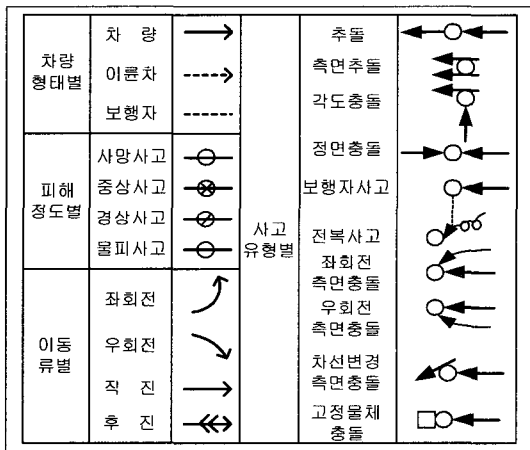 차량
형태별
차 량
이륜차
보행자
피해
정도별
사망사고
중상사고
경상사고
물피사고
이동
류별
좌회전
우회전
직 진
후 진
사고
유형별
추돌
측면추돌
각도충돌
정면충돌
보행자사고
전복사고
좌회전
측면충돌
우회전
측면충돌
차선변경
측면충돌
고정물체
충돌